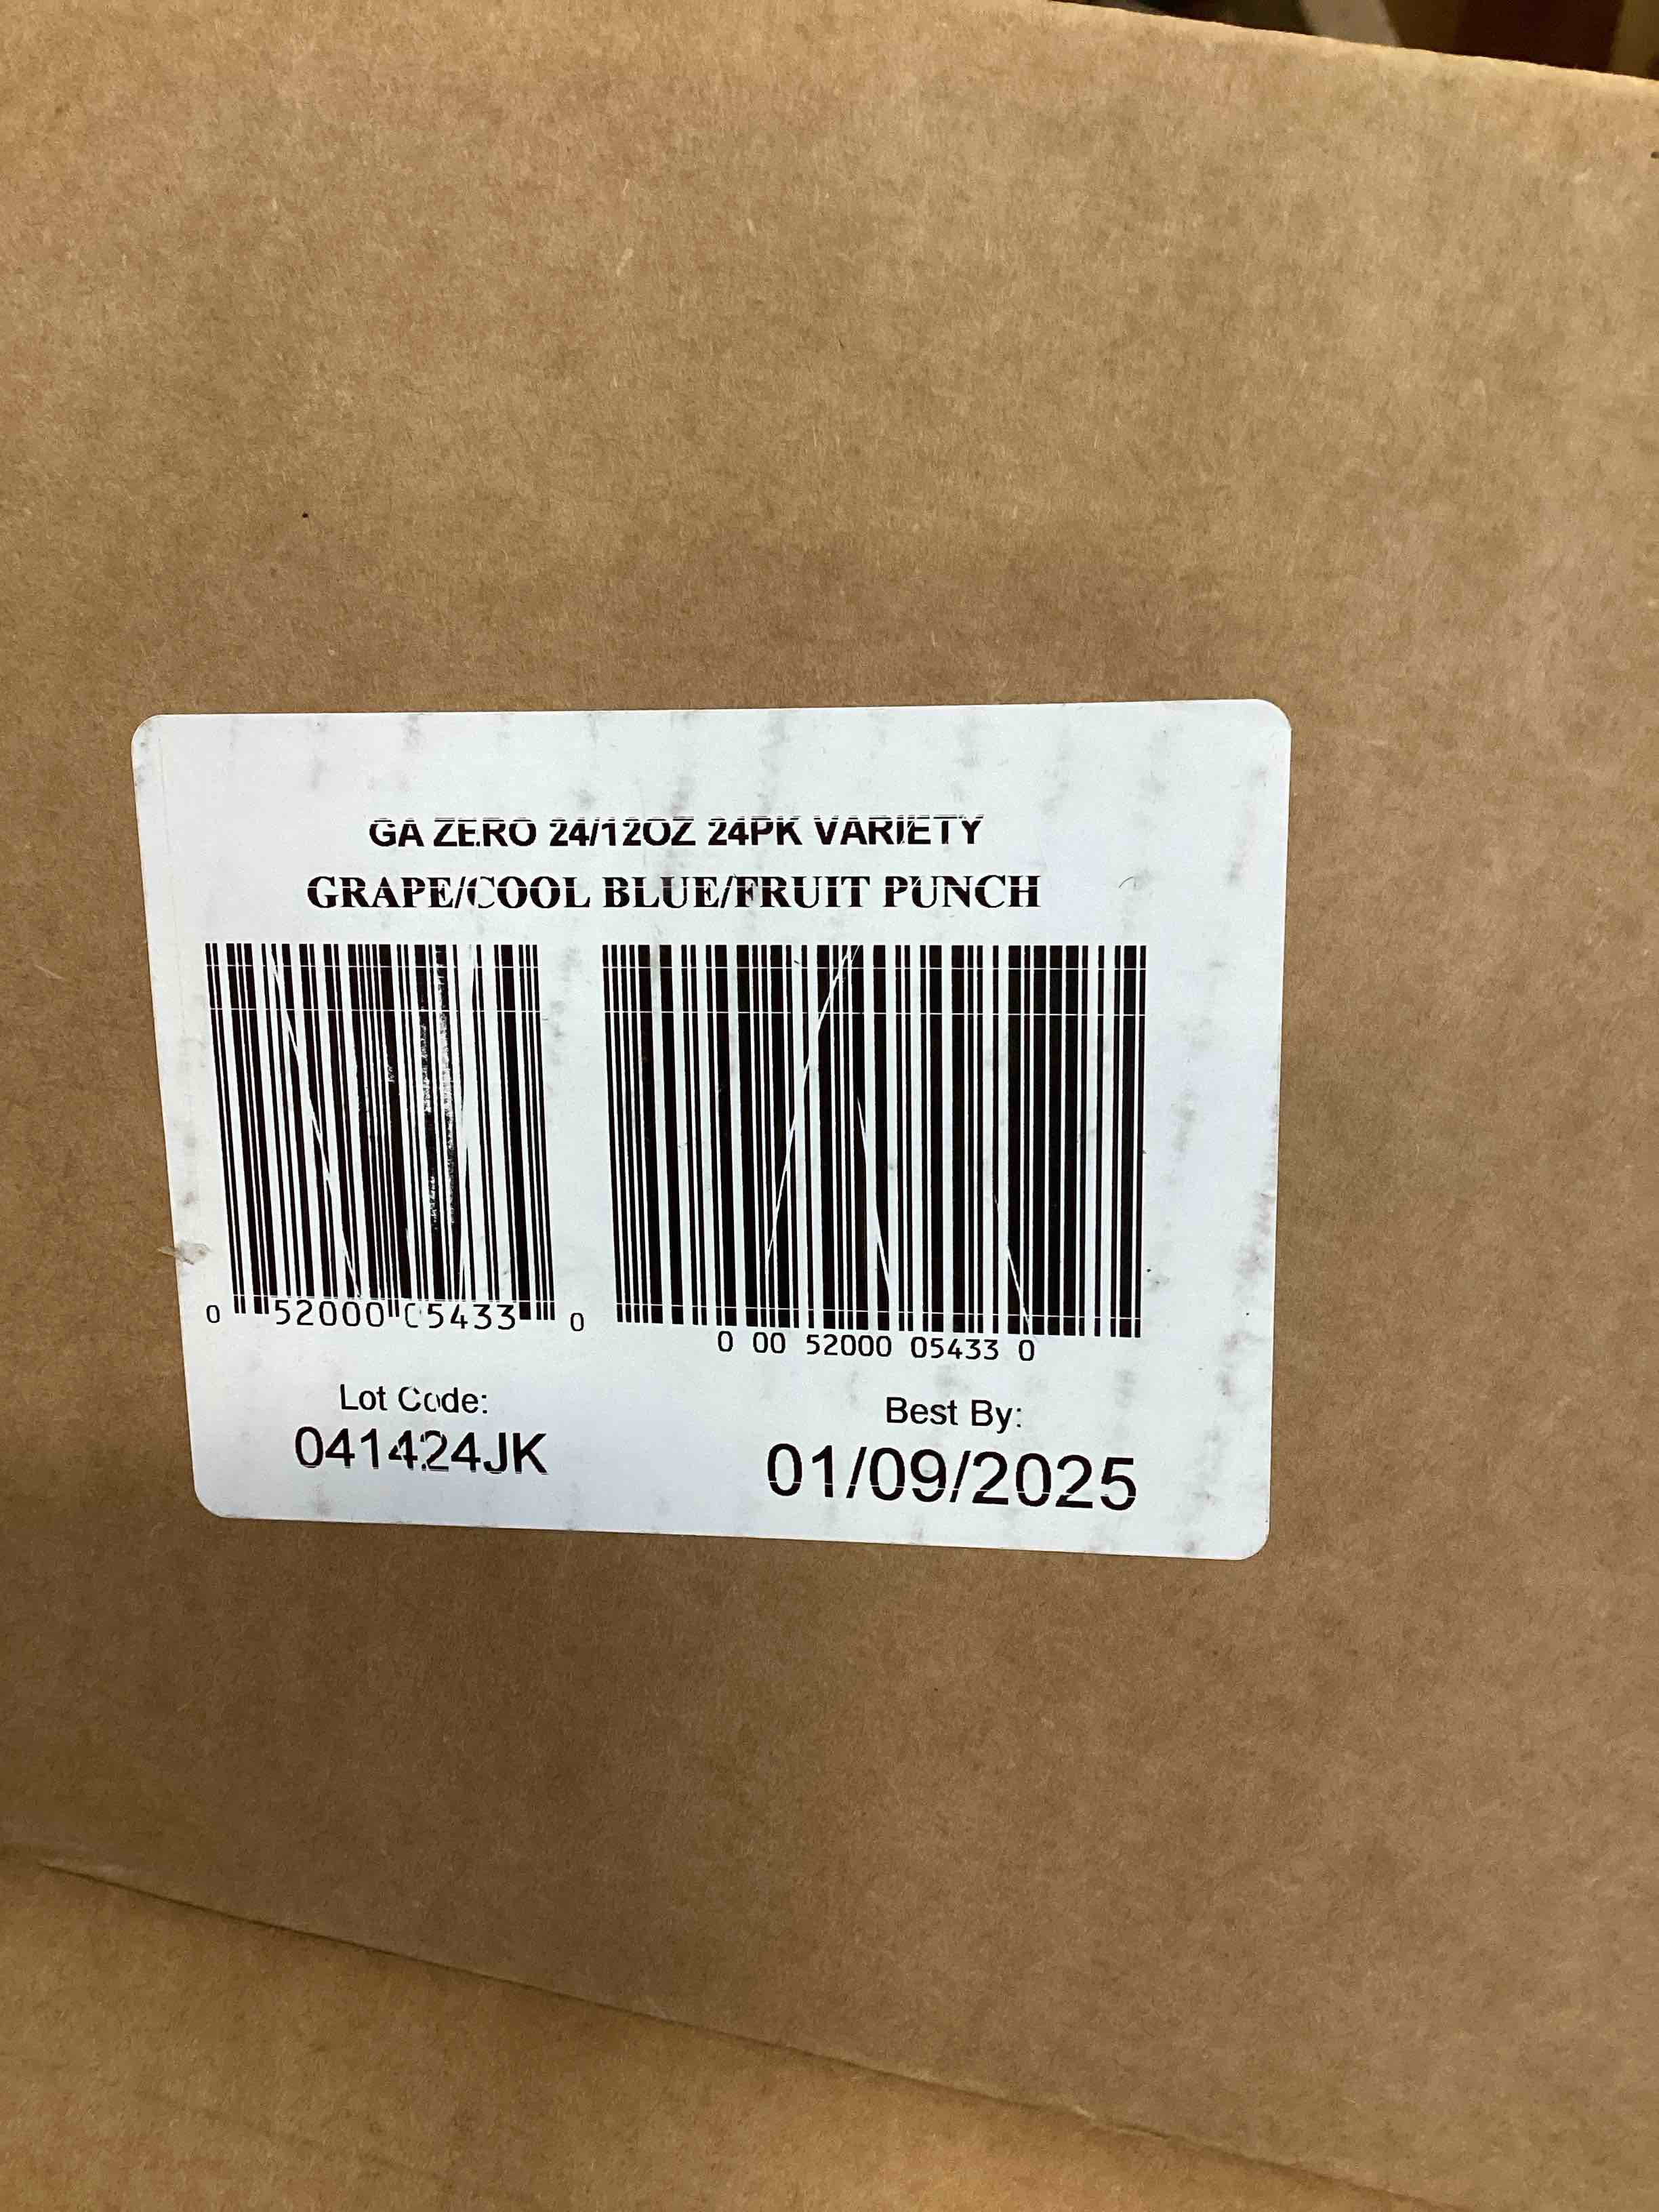 GA ZERO 24/12OZ 24PK VARIETY
GRAPE/COOL BLUE/FRUIT PUNCH
0 52000 05433 0
0 00 52000 05433 0
Lot Code:
041424JK
Best By:
01/09/2025